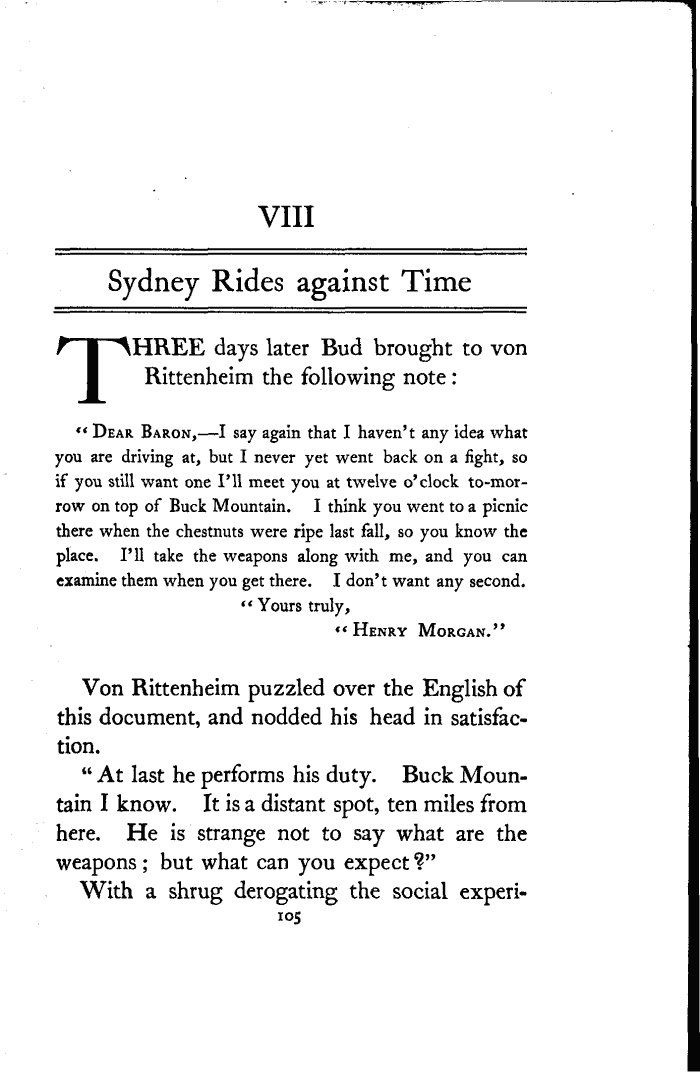 VIII
Sydney Rides against Time
THREE days later Bud brought to von
Rittenheim the following note:
“Dear Baron,—I say again that I haven’t any idea what
you are driving at, but I never yet went back on a fight, so
if you still want one I’ll meet you at twelve o’clock to-mor-
row on top of Buck Mountain. I think you went to a picnic
there when the chestnuts were ripe last fall, so you know the
place. I’ll take the weapons along with me, and you can
examine them when you get there. I don’t want any second.
“Yours truly,
“Henry Morgan.”
Von Rittenheim puzzled over the English of
this document, and nodded his head in satisfac-
tion.
“At last he performs his duty. Buck Moun-
tain I know. It is a distant spot, ten miles from
here. He is strange not to say what are the
weapons; but what can you expect?”
With a shrug derogating the social experi-
105